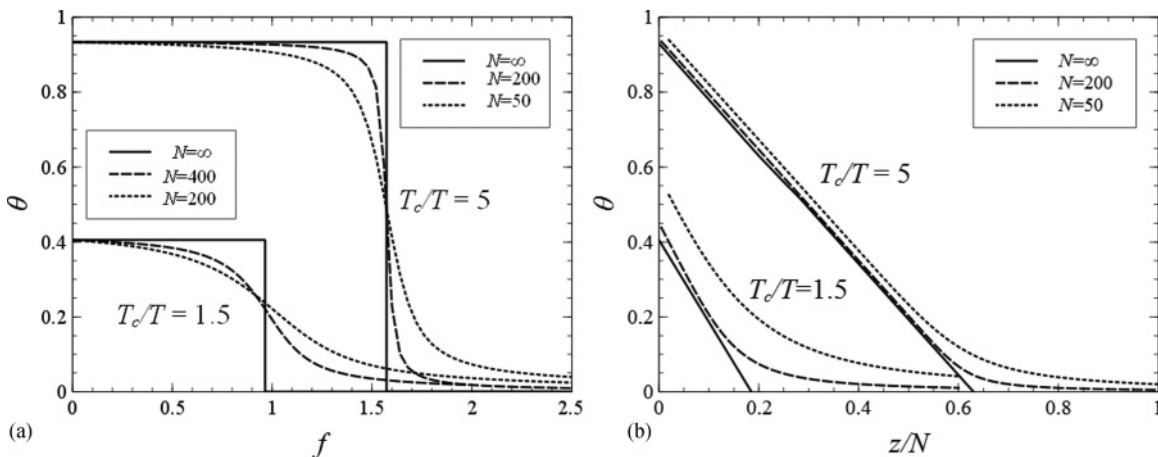 1
0.8
0.6
θ
0.4
0.2
0
N=∞
N=200
N=50
N=∞
N=400
N=200
T_c/T = 5
T_c/T = 1.5
0 0.5 1 1.5 2 2.5
(a)
f
1
0.8
0.6
θ
0.4
0.2
0
N=∞
N=200
N=50
T_c/T = 5
T_c/T=1.5
0 0.2 0.4 0.6 0.8 1
(b)
z/N